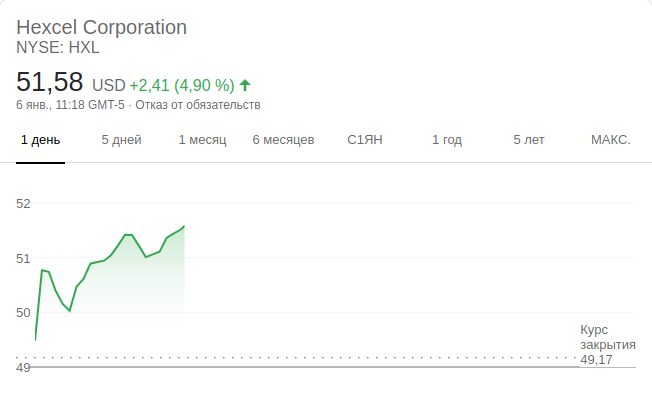 Hexcel Corporation
NYSE: HXL
51,58 USD +2,41 (4,90 %)
6 янв., 11:18 GMT-5 · Отказ от обязательств
1 день 5 дней 1 месяц 6 месяцев С1ЯН 1 год 5 лет МАКС.
52
51
50
Курс
закрытия
49,17
49